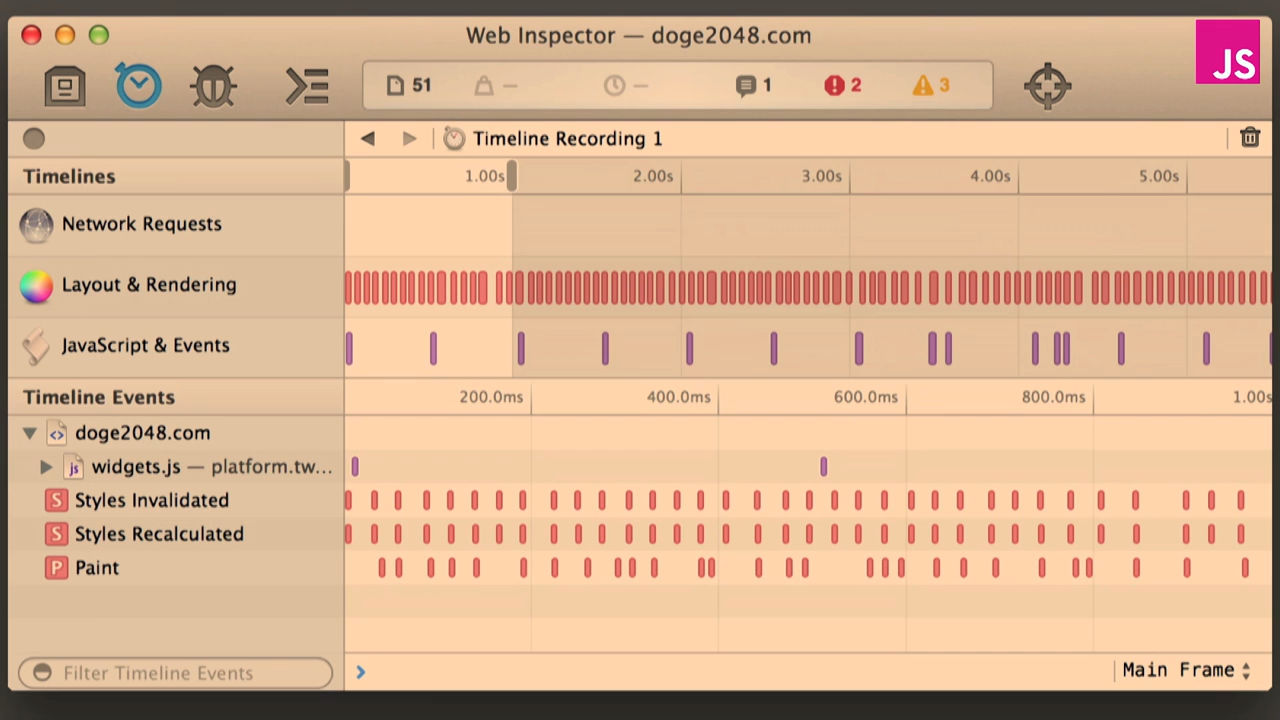 Web Inspector — doge2048.com
JS
51 — — 1 2 3
Timeline Recording 1
Timelines 1.00s 2.00s 3.00s 4.00s 5.00s
Network Requests
Layout & Rendering
JavaScript & Events
Timeline Events 200.0ms 400.0ms 600.0ms 800.0ms 1.00s
doge2048.com
js widgets.js — platform.tw...
S Styles Invalidated
S Styles Recalculated
P Paint
Filter Timeline Events Main Frame